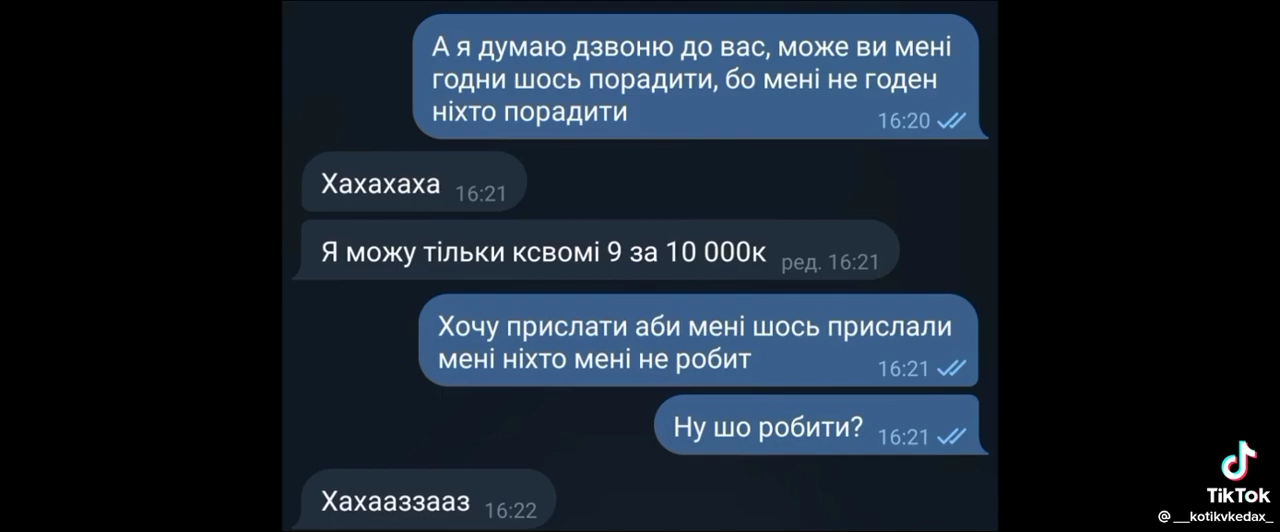 А я думаю дзвоню до вас, може ви мені
годни шось порадити, бо мені не годен
ніхто порадити
16:20
Хахахаха 16:21
Я можу тільки ксвомі 9 за 10 000к ред. 16:21
Хочу прислати аби мені шось прислали
мені ніхто мені не робит
16:21
Ну шо робити? 16:21
Хахааззааз 16:22
TikTok
@__kotikvkedax_